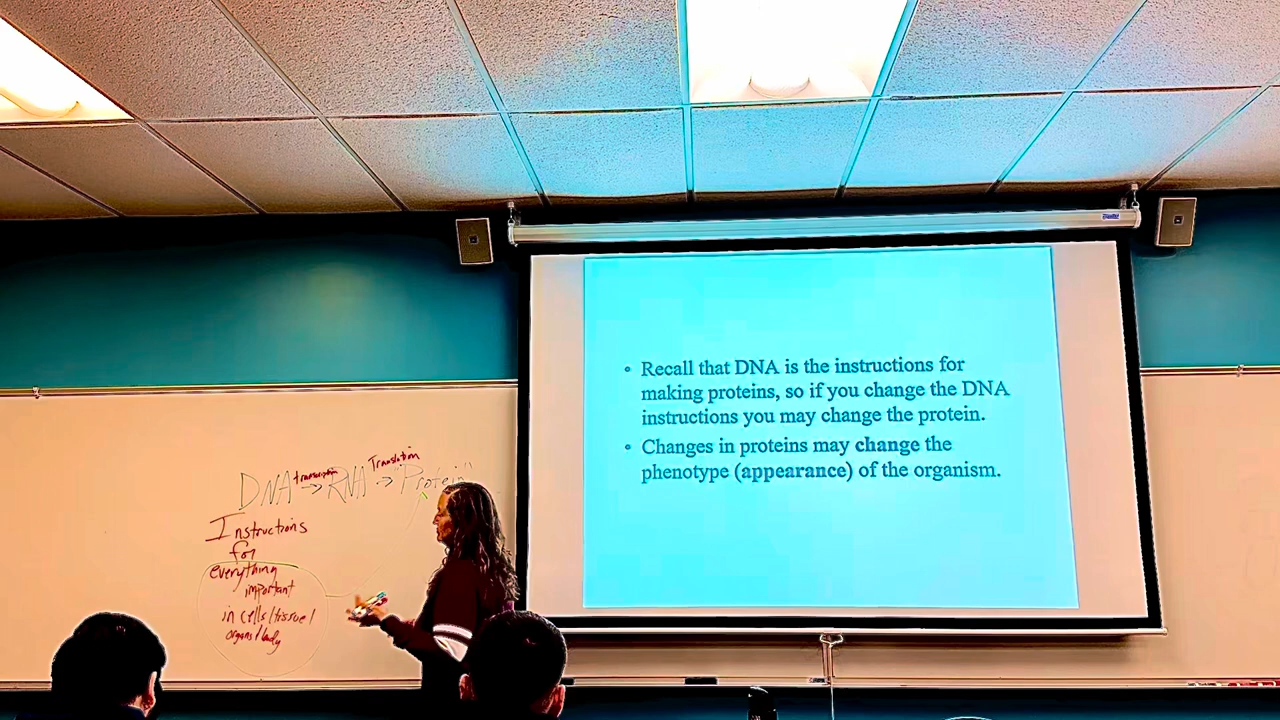 transcription Translation
DNA → RNA → "Protein"
Instructions
for
everything
important
in cells/tissue/
organs/body
• Recall that DNA is the instructions for
making proteins, so if you change the DNA
instructions you may change the protein.
• Changes in proteins may change the
phenotype (appearance) of the organism.